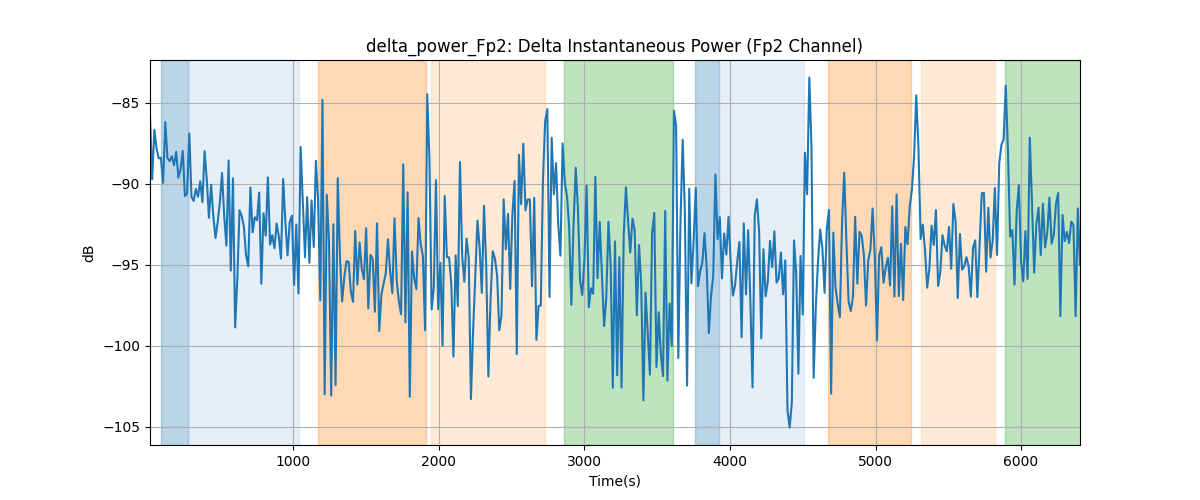 delta_power_Fp2: Delta Instantaneous Power (Fp2 Channel)
−85
−90
−95
−100
−105
dB
1000 2000 3000 4000 5000 6000
Time(s)